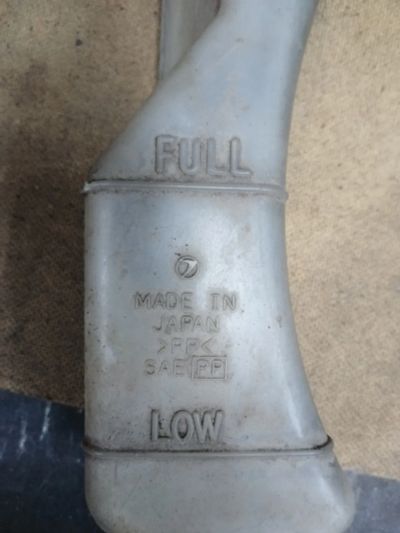 FULL
MADE IN
JAPAN
>PP<
SAE PP
LOW